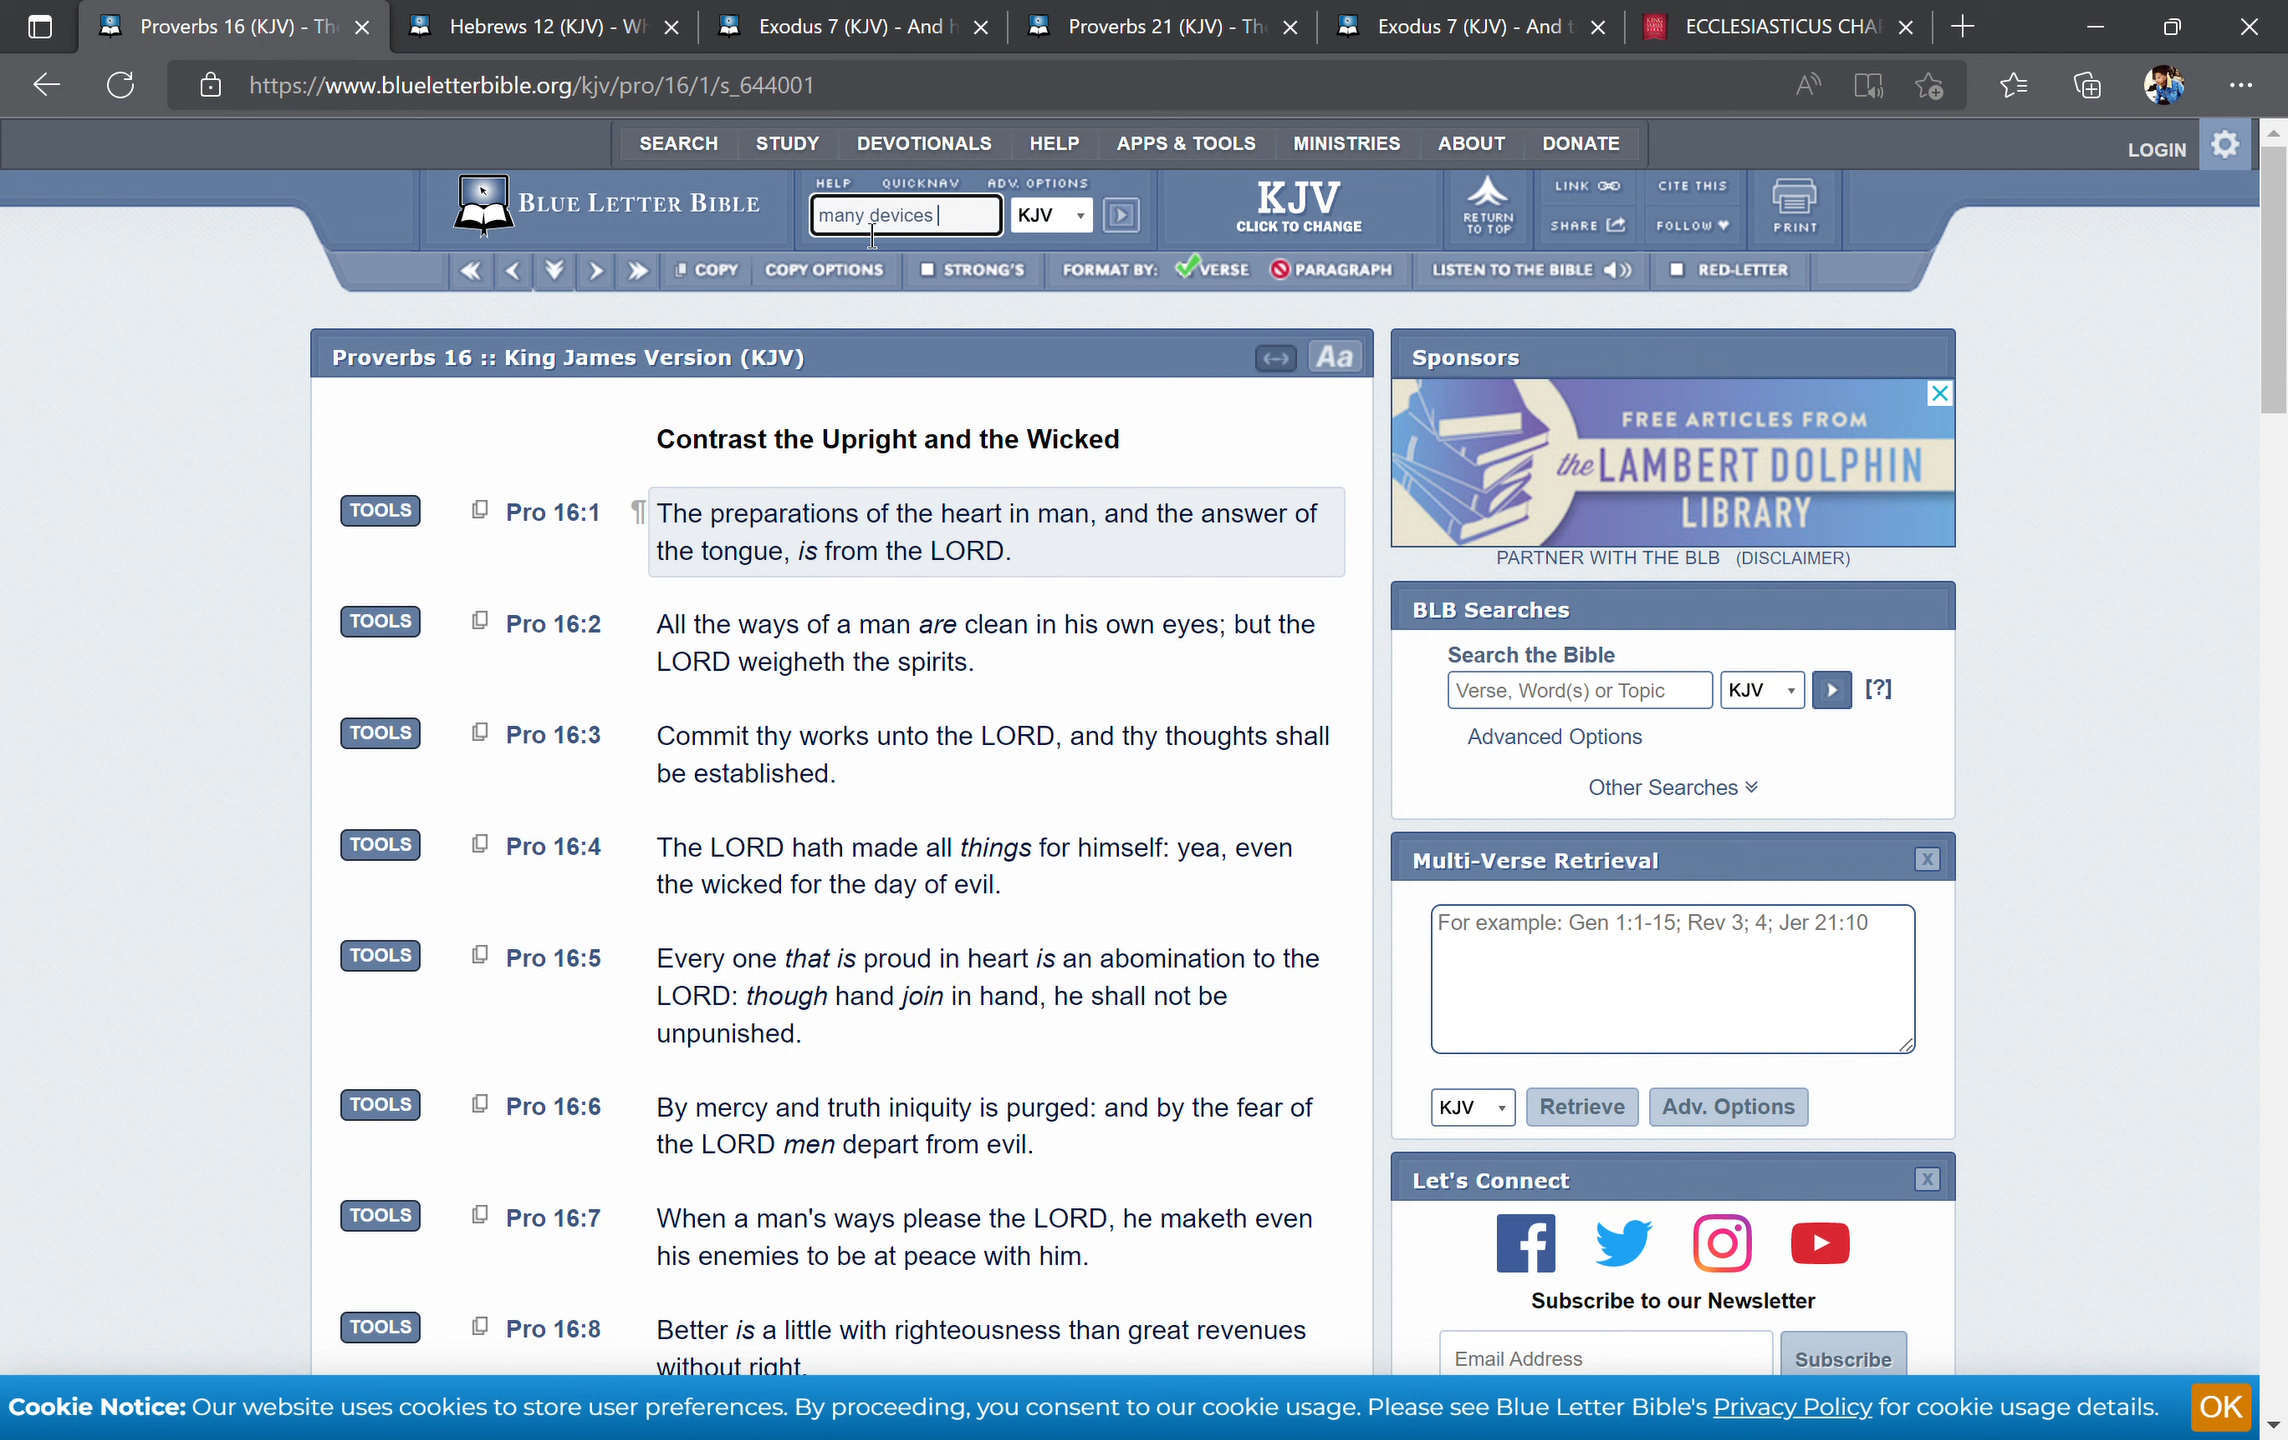 Proverbs 16 (KJV) - Th
Hebrews 12 (KJV) - Wh
Exodus 7 (KJV) - And h
Proverbs 21 (KJV) - The
Exodus 7 (KJV) - And t
ECCLESIASTICUS CHA
https://www.blueletterbible.org/kjv/pro/16/1/s_644001
SEARCH STUDY DEVOTIONALS HELP APPS & TOOLS MINISTRIES ABOUT DONATE
LOGIN
BLUE LETTER BIBLE
HELP QUICKNAV ADV. OPTIONS
many devices
KJV
KJV
CLICK TO CHANGE
RETURN
TO TOP
LINK
CITE THIS
SHARE
FOLLOW
PRINT
COPY COPY OPTIONS STRONG'S FORMAT BY: VERSE PARAGRAPH LISTEN TO THE BIBLE RED-LETTER
Proverbs 16 :: King James Version (KJV)
Aa
Contrast the Upright and the Wicked
TOOLS Pro 16:1 ¶ The preparations of the heart in man, and the answer of
the tongue, is from the LORD.
TOOLS Pro 16:2 All the ways of a man are clean in his own eyes; but the
LORD weigheth the spirits.
TOOLS Pro 16:3 Commit thy works unto the LORD, and thy thoughts shall
be established.
TOOLS Pro 16:4 The LORD hath made all things for himself: yea, even
the wicked for the day of evil.
TOOLS Pro 16:5 Every one that is proud in heart is an abomination to the
LORD: though hand join in hand, he shall not be
unpunished.
TOOLS Pro 16:6 By mercy and truth iniquity is purged: and by the fear of
the LORD men depart from evil.
TOOLS Pro 16:7 When a man's ways please the LORD, he maketh even
his enemies to be at peace with him.
TOOLS Pro 16:8 Better is a little with righteousness than great revenues
without right.
Sponsors
FREE ARTICLES FROM
the LAMBERT DOLPHIN
LIBRARY
PARTNER WITH THE BLB (DISCLAIMER)
BLB Searches
Search the Bible
Verse, Word(s) or Topic KJV [?]
Advanced Options
Other Searches
Multi-Verse Retrieval X
For example: Gen 1:1-15; Rev 3; 4; Jer 21:10
KJV Retrieve Adv. Options
Let's Connect X
Subscribe to our Newsletter
Email Address Subscribe
Cookie Notice: Our website uses cookies to store user preferences. By proceeding, you consent to our cookie usage. Please see Blue Letter Bible's Privacy Policy for cookie usage details. OK